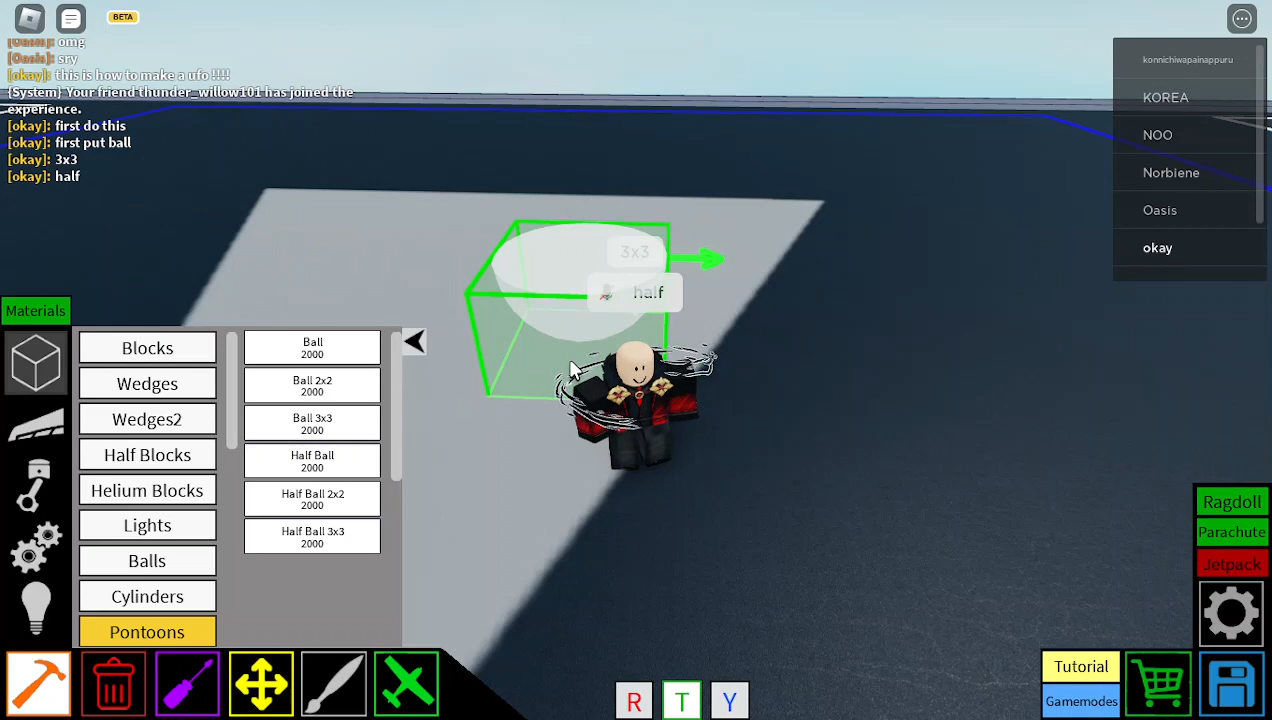 BETA
[Oasis]: omg
[Oasis]: sry
[okay]: this is how to make a ufo !!!!
[System] Your friend thunder_willow101 has joined the
experience.
[okay]: first do this
[okay]: first put ball
[okay]: 3x3
[okay]: half
konnichiwapainappuru
KOREA
NOO
Norbiene
Oasis
okay
3x3
half
Materials
Blocks
Wedges
Wedges2
Half Blocks
Helium Blocks
Lights
Balls
Cylinders
Pontoons
Ball
2000
Ball 2x2
2000
Ball 3x3
2000
Half Ball
2000
Half Ball 2x2
2000
Half Ball 3x3
2000
Ragdoll
Parachute
Jetpack
Tutorial
Gamemodes
R T Y